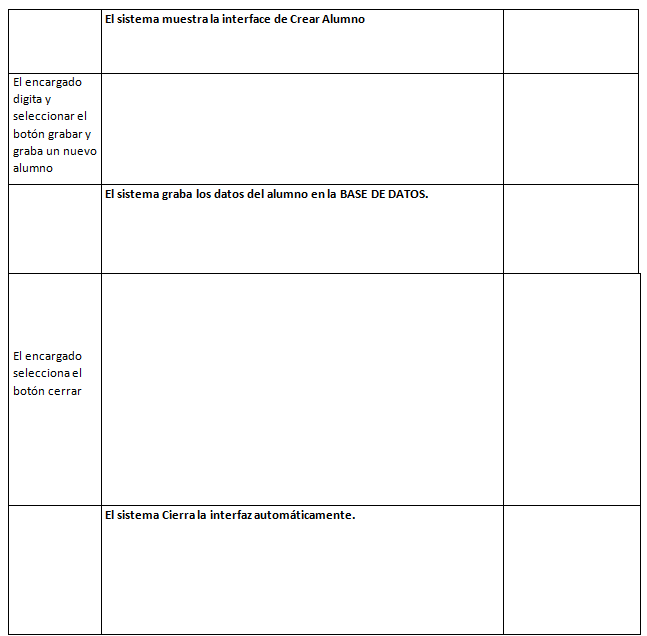 El sistema muestra la interface de Crear Alumno
El encargado
digita y
seleccionar el
botón grabar y
graba un nuevo
alumno
El sistema graba los datos del alumno en la BASE DE DATOS.
El encargado
selecciona el
botón cerrar
El sistema Cierra la interfaz automáticamente.